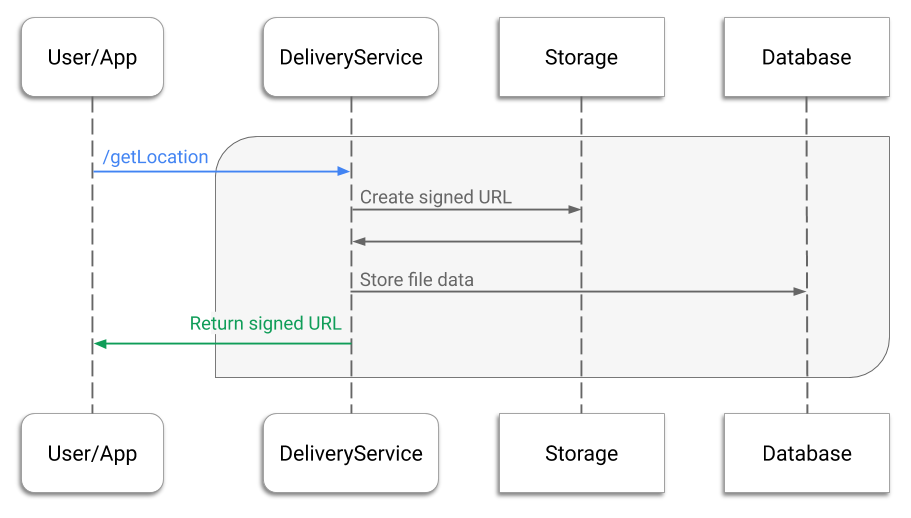 User/App
DeliveryService
Storage
Database
/getLocation
Create signed URL
Store file data
Return signed URL
User/App
DeliveryService
Storage
Database